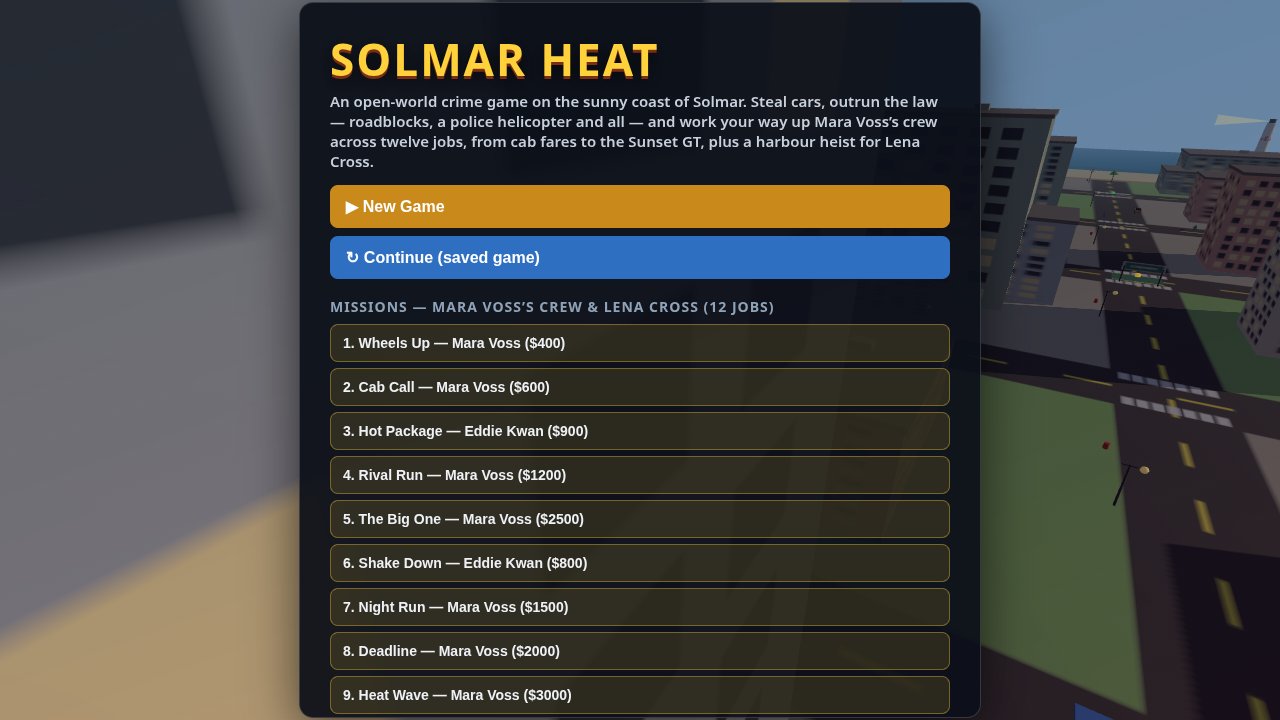 SOLMAR HEAT
An open-world crime game on the sunny coast of Solmar. Steal cars, outrun the law
— roadblocks, a police helicopter and all — and work your way up Mara Voss’s crew
across twelve jobs, from cab fares to the Sunset GT, plus a harbour heist for Lena
Cross.
▶ New Game
↻ Continue (saved game)
MISSIONS — MARA VOSS’S CREW & LENA CROSS (12 JOBS)
1. Wheels Up — Mara Voss ($400)
2. Cab Call — Mara Voss ($600)
3. Hot Package — Eddie Kwan ($900)
4. Rival Run — Mara Voss ($1200)
5. The Big One — Mara Voss ($2500)
6. Shake Down — Eddie Kwan ($800)
7. Night Run — Mara Voss ($1500)
8. Deadline — Mara Voss ($2000)
9. Heat Wave — Mara Voss ($3000)